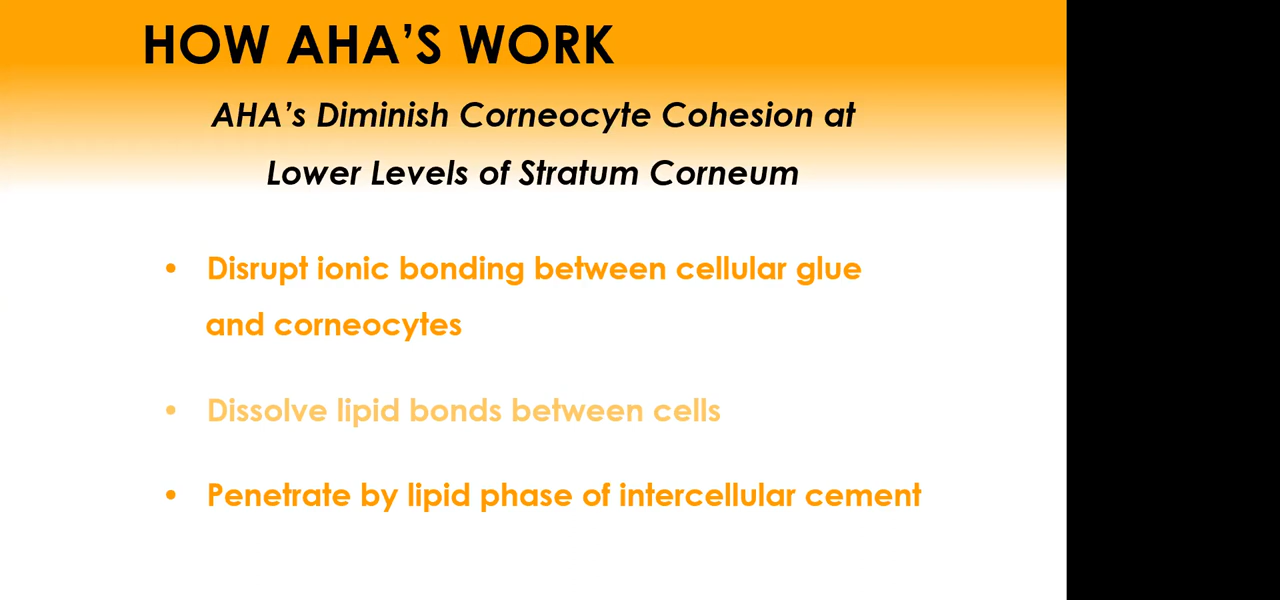 HOW AHA’S WORK
AHA’s Diminish Corneocyte Cohesion at
Lower Levels of Stratum Corneum
• Disrupt ionic bonding between cellular glue
and corneocytes
• Dissolve lipid bonds between cells
• Penetrate by lipid phase of intercellular cement